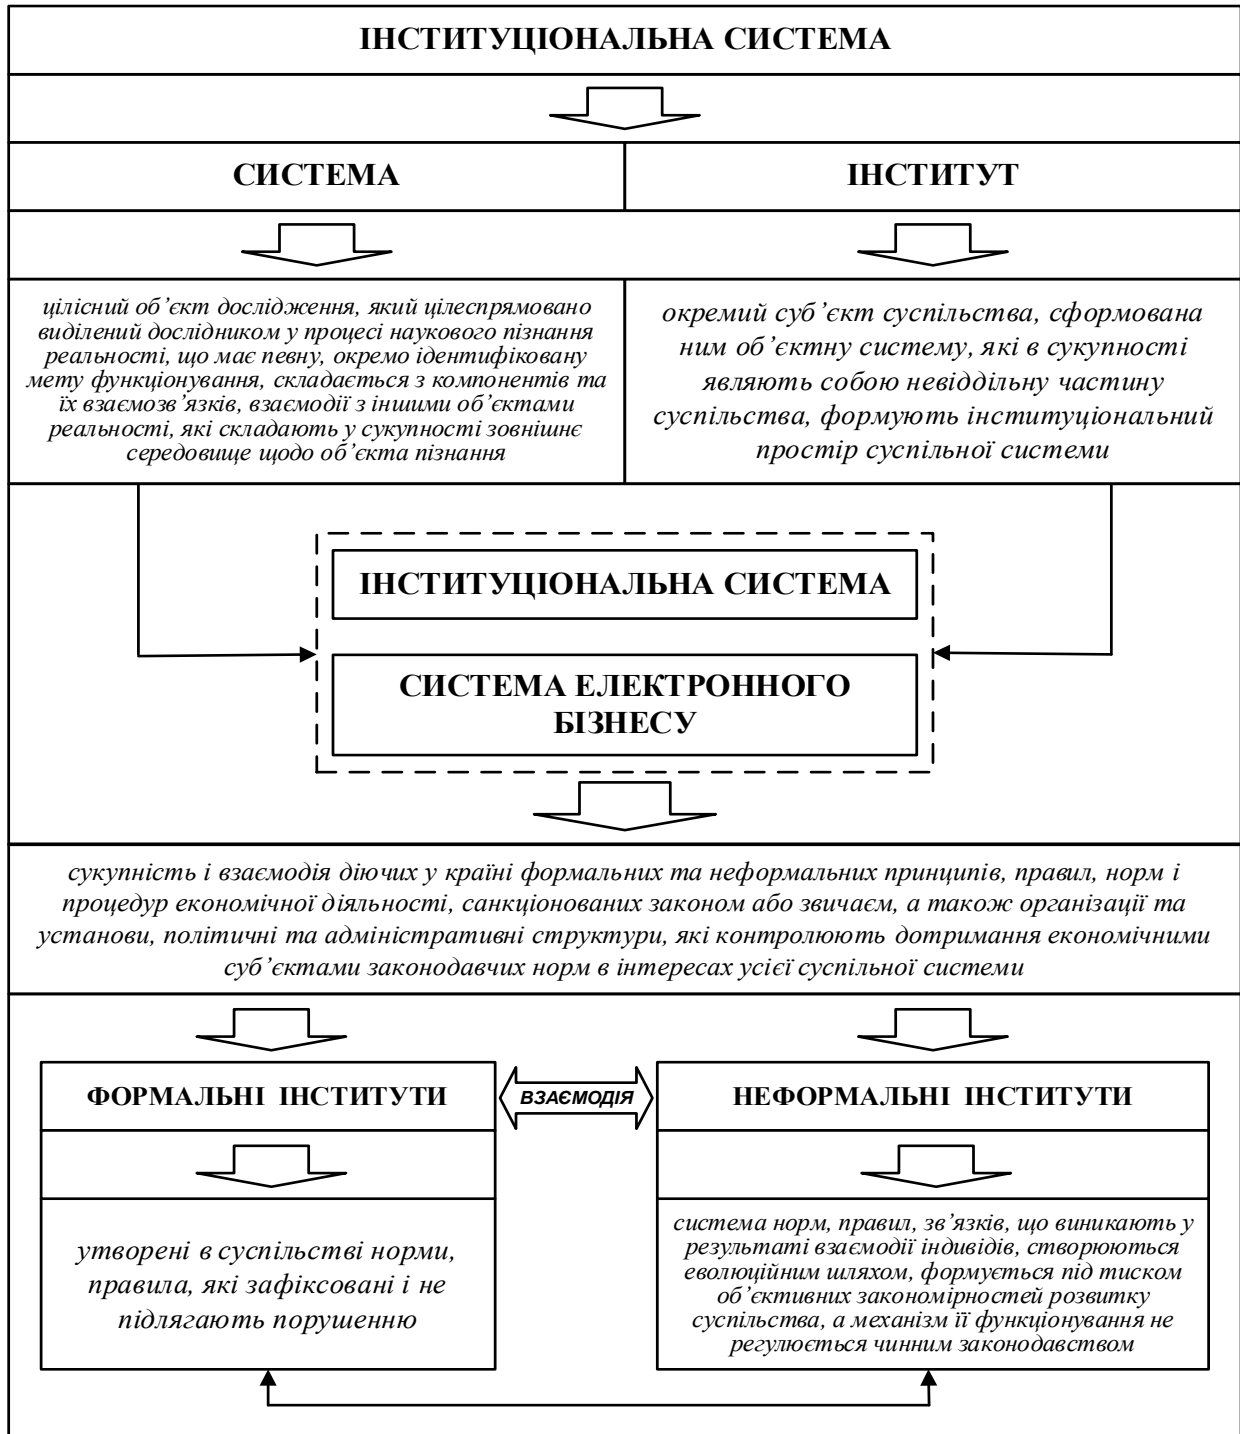 ІНСТИТУЦІОНАЛЬНА СИСТЕМА
СИСТЕМА
ІНСТИТУТ
цілісний об’єкт дослідження, який цілеспрямовано
виділений дослідником у процесі наукового пізнання
реальності, що має певну, окремо ідентифіковану
мету функціонування, складається з компонентів та
їх взаємозв’язків, взаємодії з іншими об’єктами
реальності, які складають у сукупності зовнішнє
середовище щодо об’єкта пізнання
окремий суб’єкт суспільства, сформована
ним об’єктну систему, які в сукупності
являють собою невіддільну частину
суспільства, формують інституціональний
простір суспільної системи
ІНСТИТУЦІОНАЛЬНА СИСТЕМА
СИСТЕМА ЕЛЕКТРОННОГО
БІЗНЕСУ
сукупність і взаємодія діючих у країні формальних та неформальних принципів, правил, норм і
процедур економічної діяльності, санкціонованих законом або звичаєм, а також організації та
установи, політичні та адміністративні структури, які контролюють дотримання економічними
суб’єктами законодавчих норм в інтересах усієї суспільної системи
ФОРМАЛЬНІ ІНСТИТУТИ
ВЗАЄМОДІЯ
НЕФОРМАЛЬНІ ІНСТИТУТИ
утворені в суспільстві норми,
правила, які зафіксовані і не
підлягають порушенню
система норм, правил, зв’язків, що виникають у
результаті взаємодії індивідів, створюються
еволюційним шляхом, формується під тиском
об’єктивних закономірностей розвитку
суспільства, а механізм її функціонування не
регулюється чинним законодавством